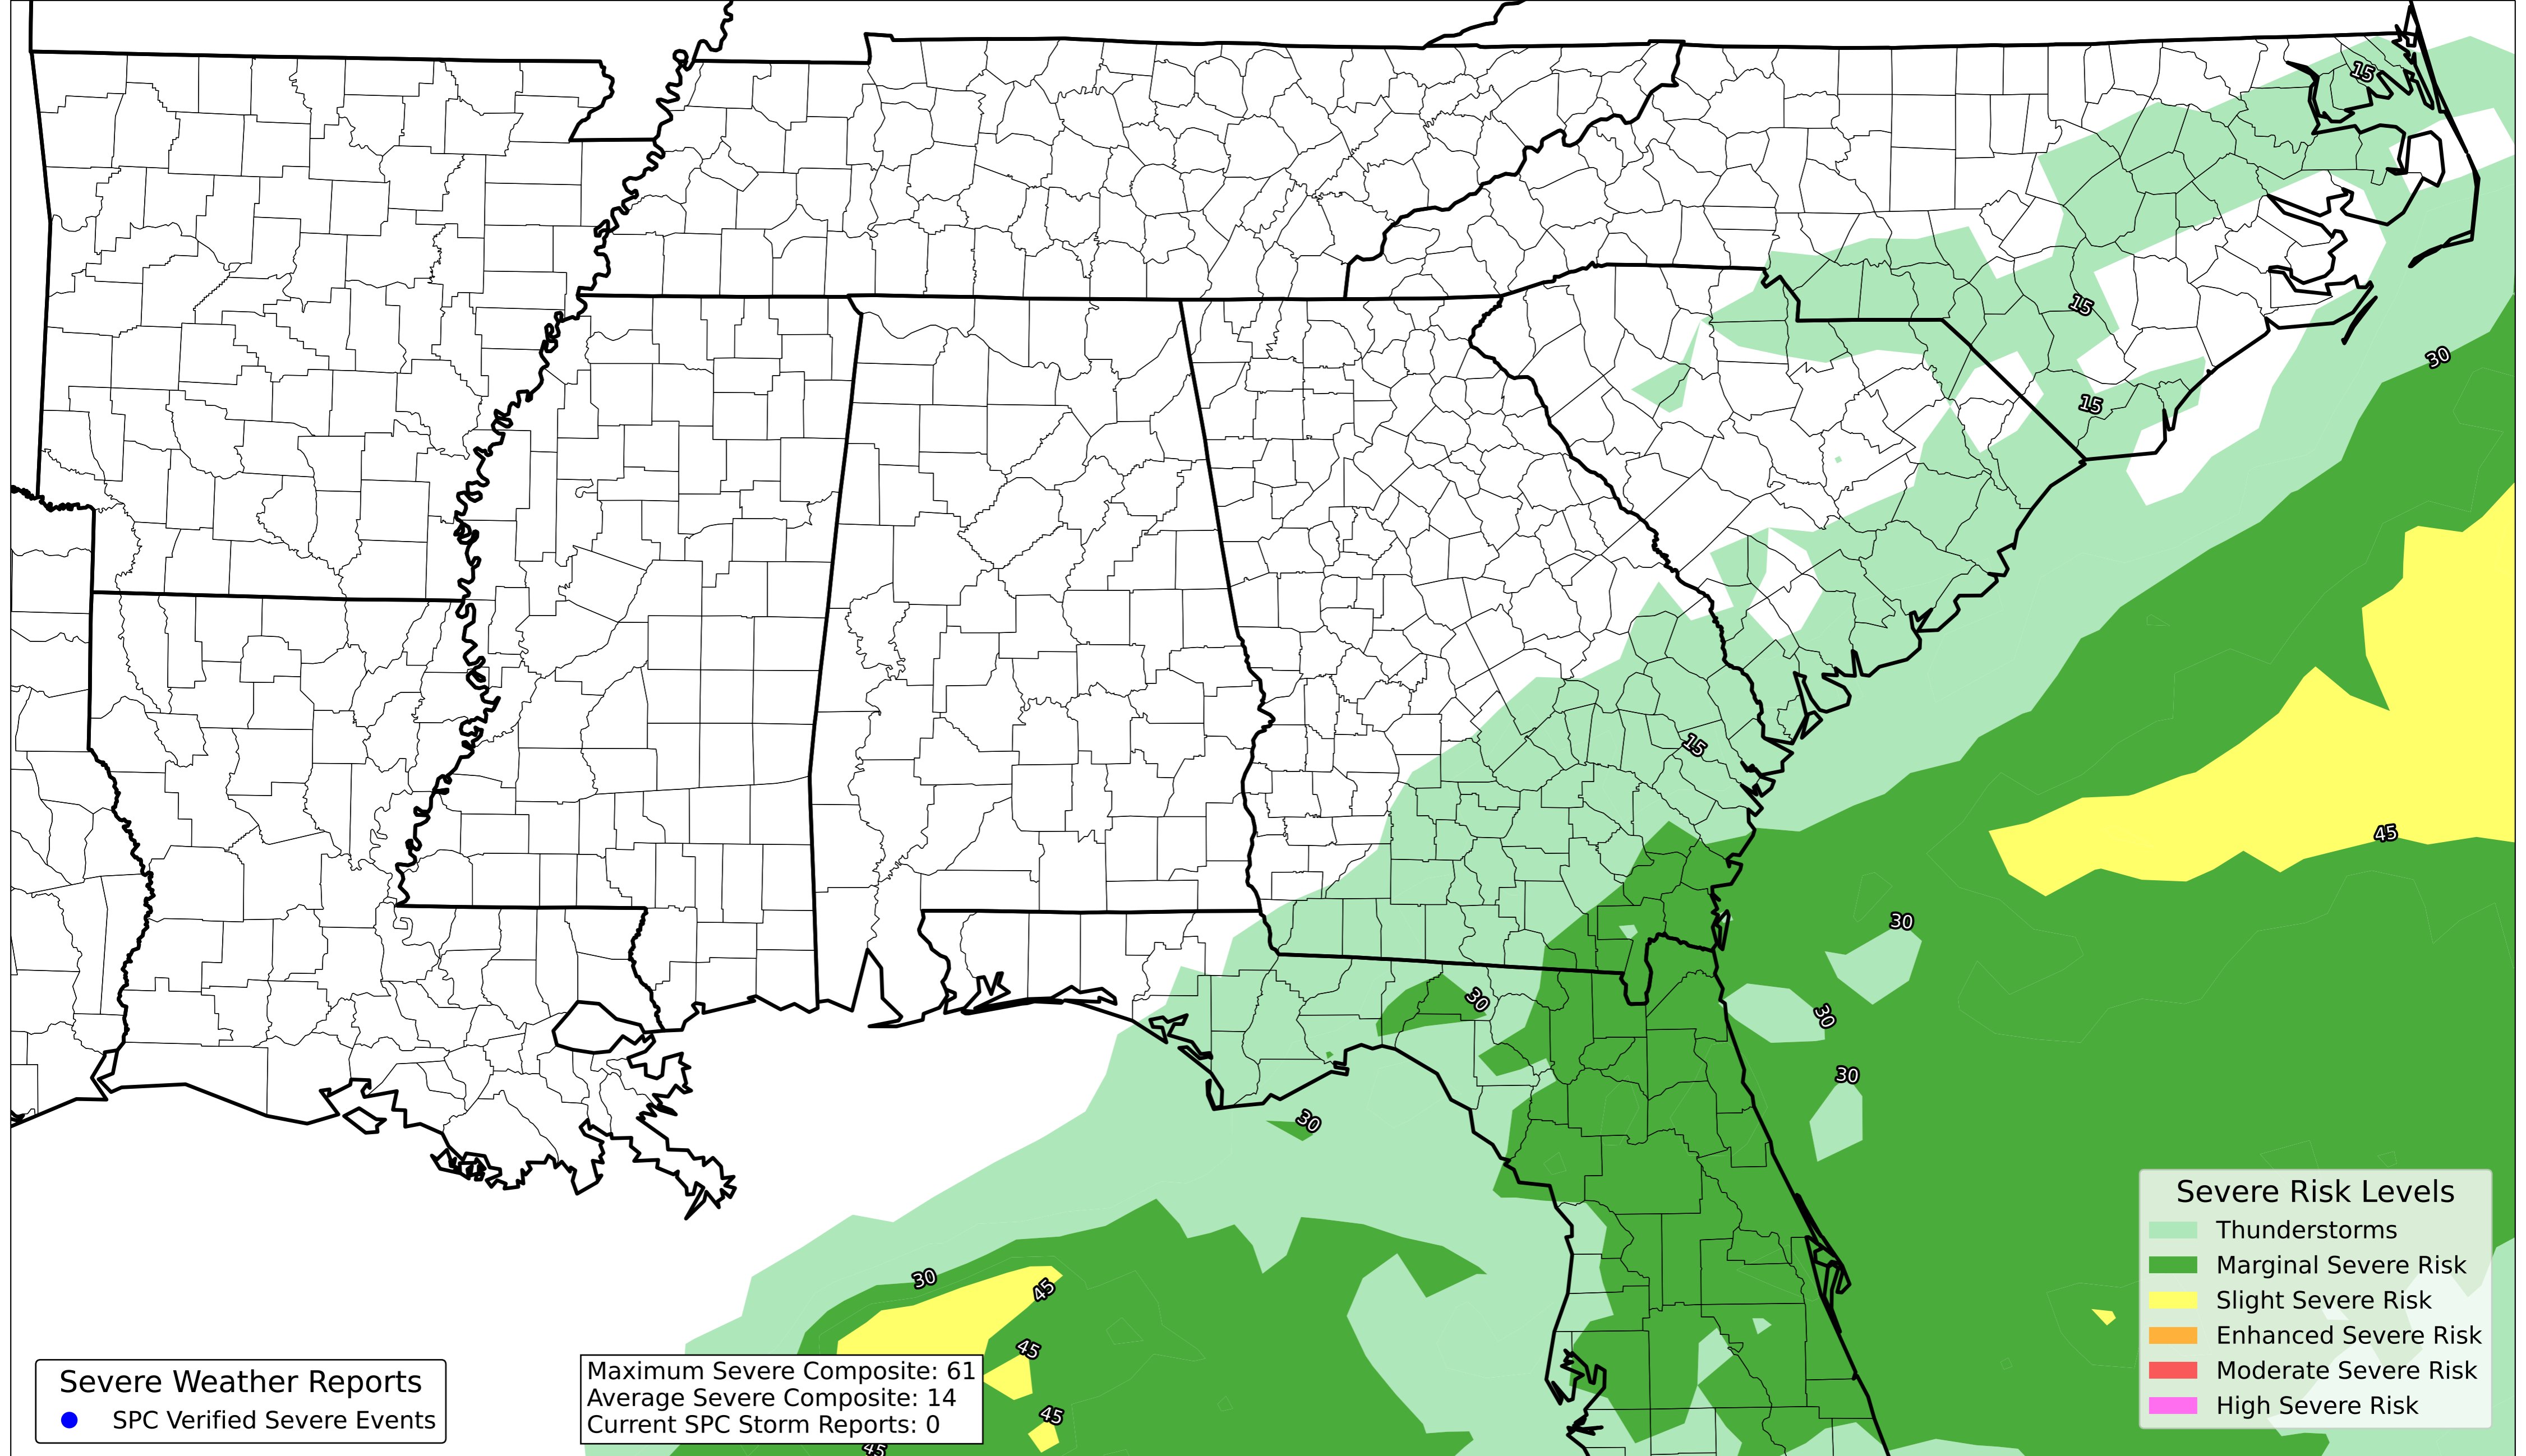 15
15
30
15
15
45
30
30
30
30
30
30
45
45
45
45
Severe Risk Levels
Thunderstorms
Marginal Severe Risk
Slight Severe Risk
Enhanced Severe Risk
Moderate Severe Risk
High Severe Risk
Severe Weather Reports
SPC Verified Severe Events
Maximum Severe Composite: 61
Average Severe Composite: 14
Current SPC Storm Reports: 0